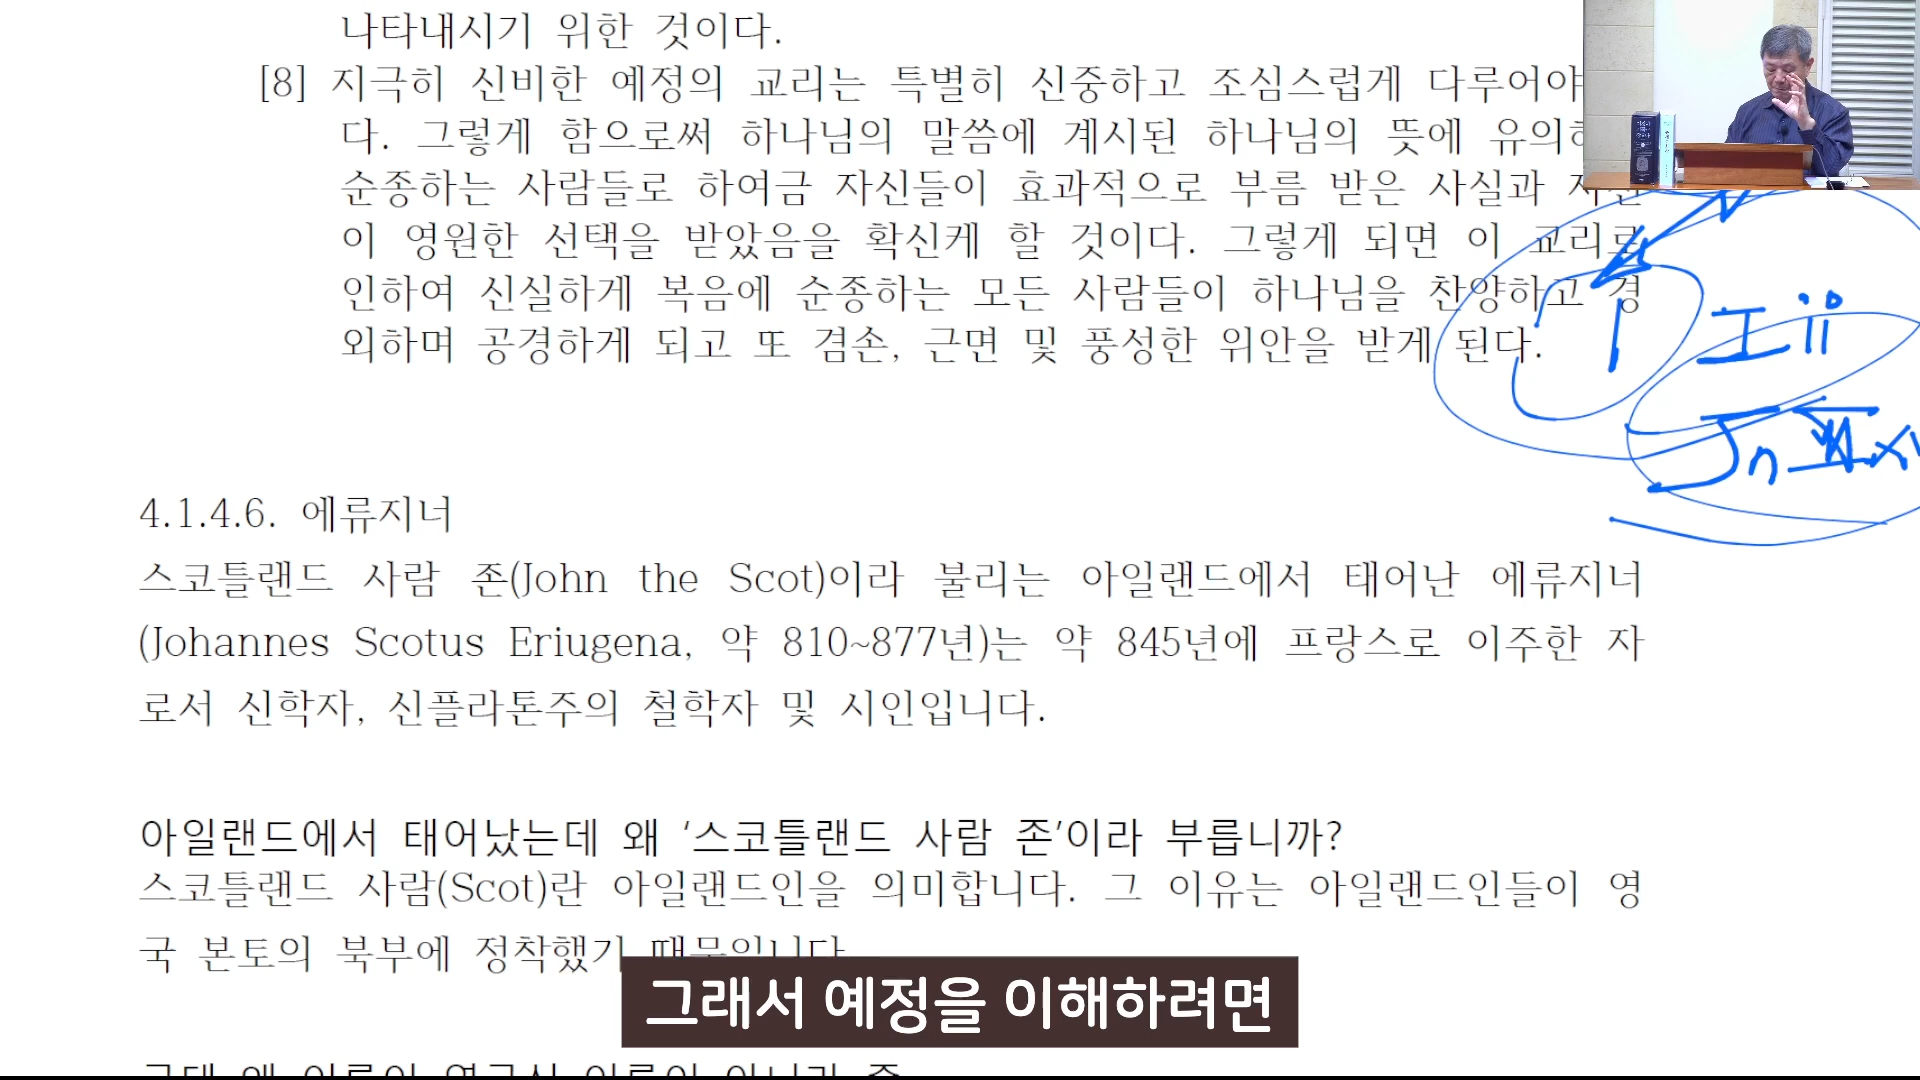 나타내시기 위한 것이다.
[8] 지극히 신비한 예정의 교리는 특별히 신중하고 조심스럽게 다루어야
다. 그렇게 함으로써 하나님의 말씀에 계시된 하나님의 뜻에
순종하는 사람들로 하여금 자신들이 효과적으로 부름 받은 사실과
이 영원한 선택을 받았음을 확신케 할 것이다. 그렇게 되면 이 교리로
인하여 신실하게 복음에 순종하는 모든 사람들이 하나님을 찬양하고 경
외하며 공경하게 되고 또 겸손, 근면 및 풍성한 위안을 받게 된다.
4.1.4.6. 에류지너
스코틀랜드 사람 존(John the Scot)이라 불리는 아일랜드에서 태어난 에류지너
(Johannes Scotus Eriugena, 약 810~877년)는 약 845년에 프랑스로 이주한 자
로서 신학자, 신플라톤주의 철학자 및 시인입니다.
아일랜드에서 태어났는데 왜 '스코틀랜드 사람 존'이라 부릅니까?
스코틀랜드 사람(Scot)란 아일랜드인을 의미합니다. 그 이유는 아일랜드인들이 영
국 본토의 북부에 정착했기 때문입니다
그래서 예정을 이해하려면